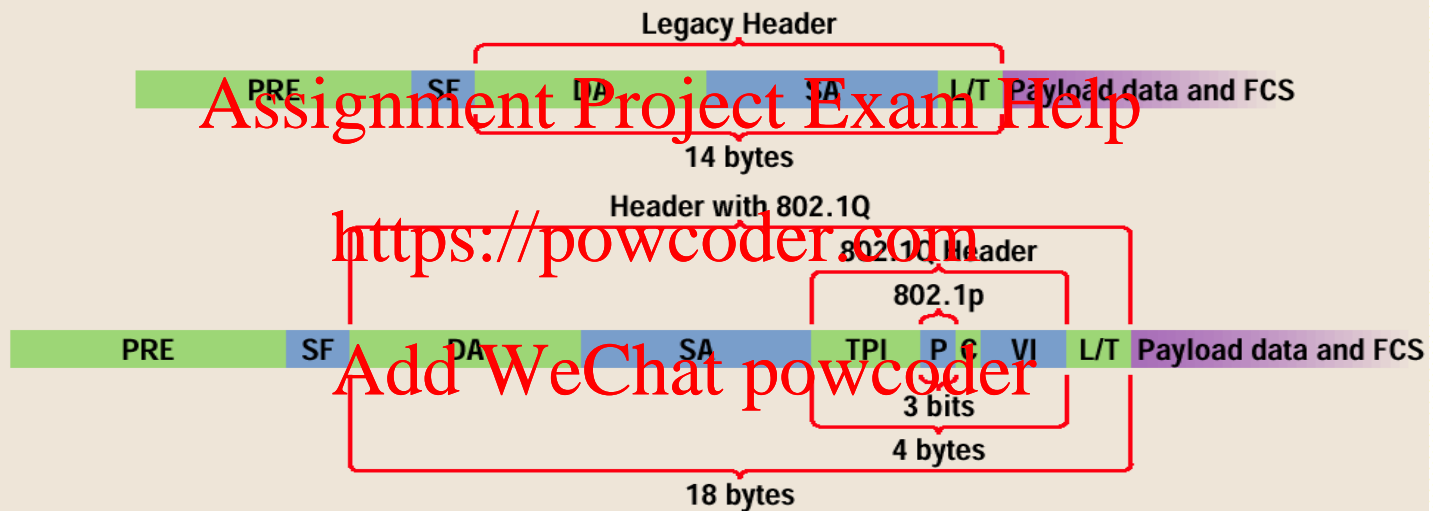 Legacy Header
PRE SF DA SA L/T Payload data and FCS
Assignment Project Exam Help
14 bytes
Header with 802.1Q
https://powcoder.com
802.1Q Header
802.1p
PRE SF DA SA TPI P C VI L/T Payload data and FCS
Add WeChat powcoder
3 bits
4 bytes
18 bytes